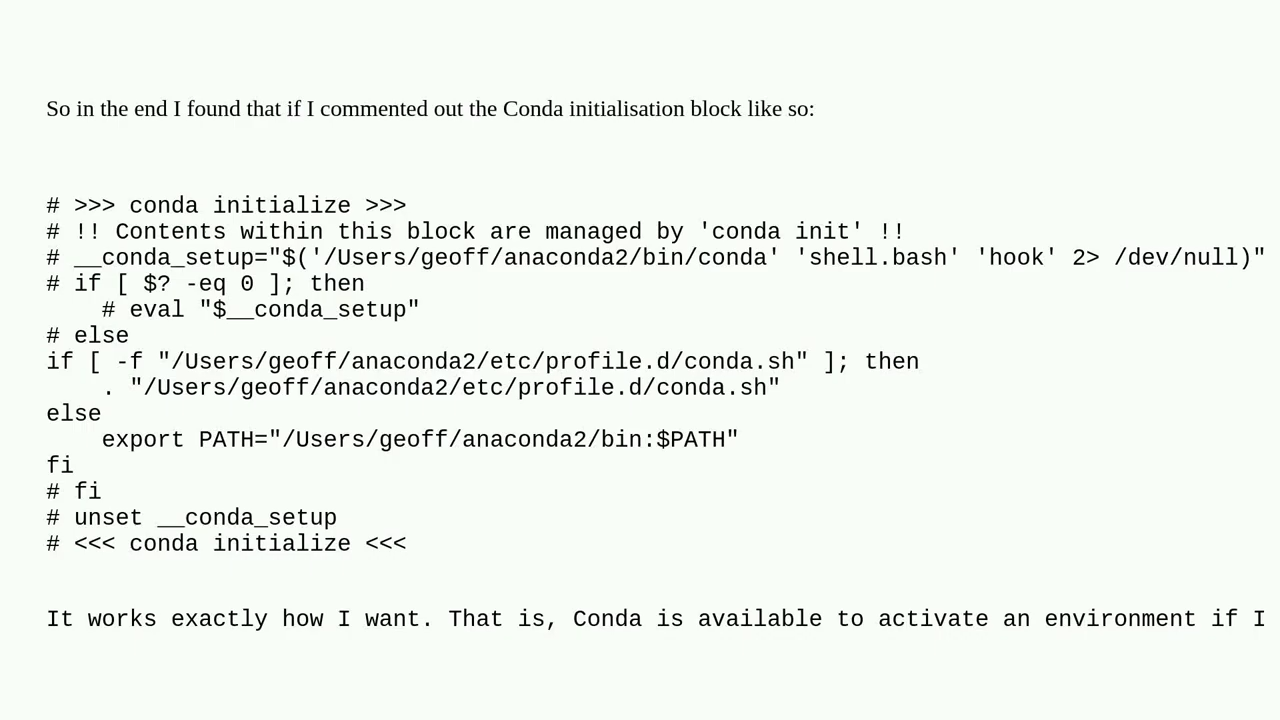 So in the end I found that if I commented out the Conda initialisation block like so:
# >>> conda initialize >>>
# !! Contents within this block are managed by 'conda init' !!
# __conda_setup="$('/Users/geoff/anaconda2/bin/conda' 'shell.bash' 'hook' 2> /dev/null)"
# if [ $? -eq 0 ]; then
    # eval "$__conda_setup"
# else
if [ -f "/Users/geoff/anaconda2/etc/profile.d/conda.sh" ]; then
    . "/Users/geoff/anaconda2/etc/profile.d/conda.sh"
else
    export PATH="/Users/geoff/anaconda2/bin:$PATH"
fi
# fi
# unset __conda_setup
# <<< conda initialize <<<
It works exactly how I want. That is, Conda is available to activate an environment if I